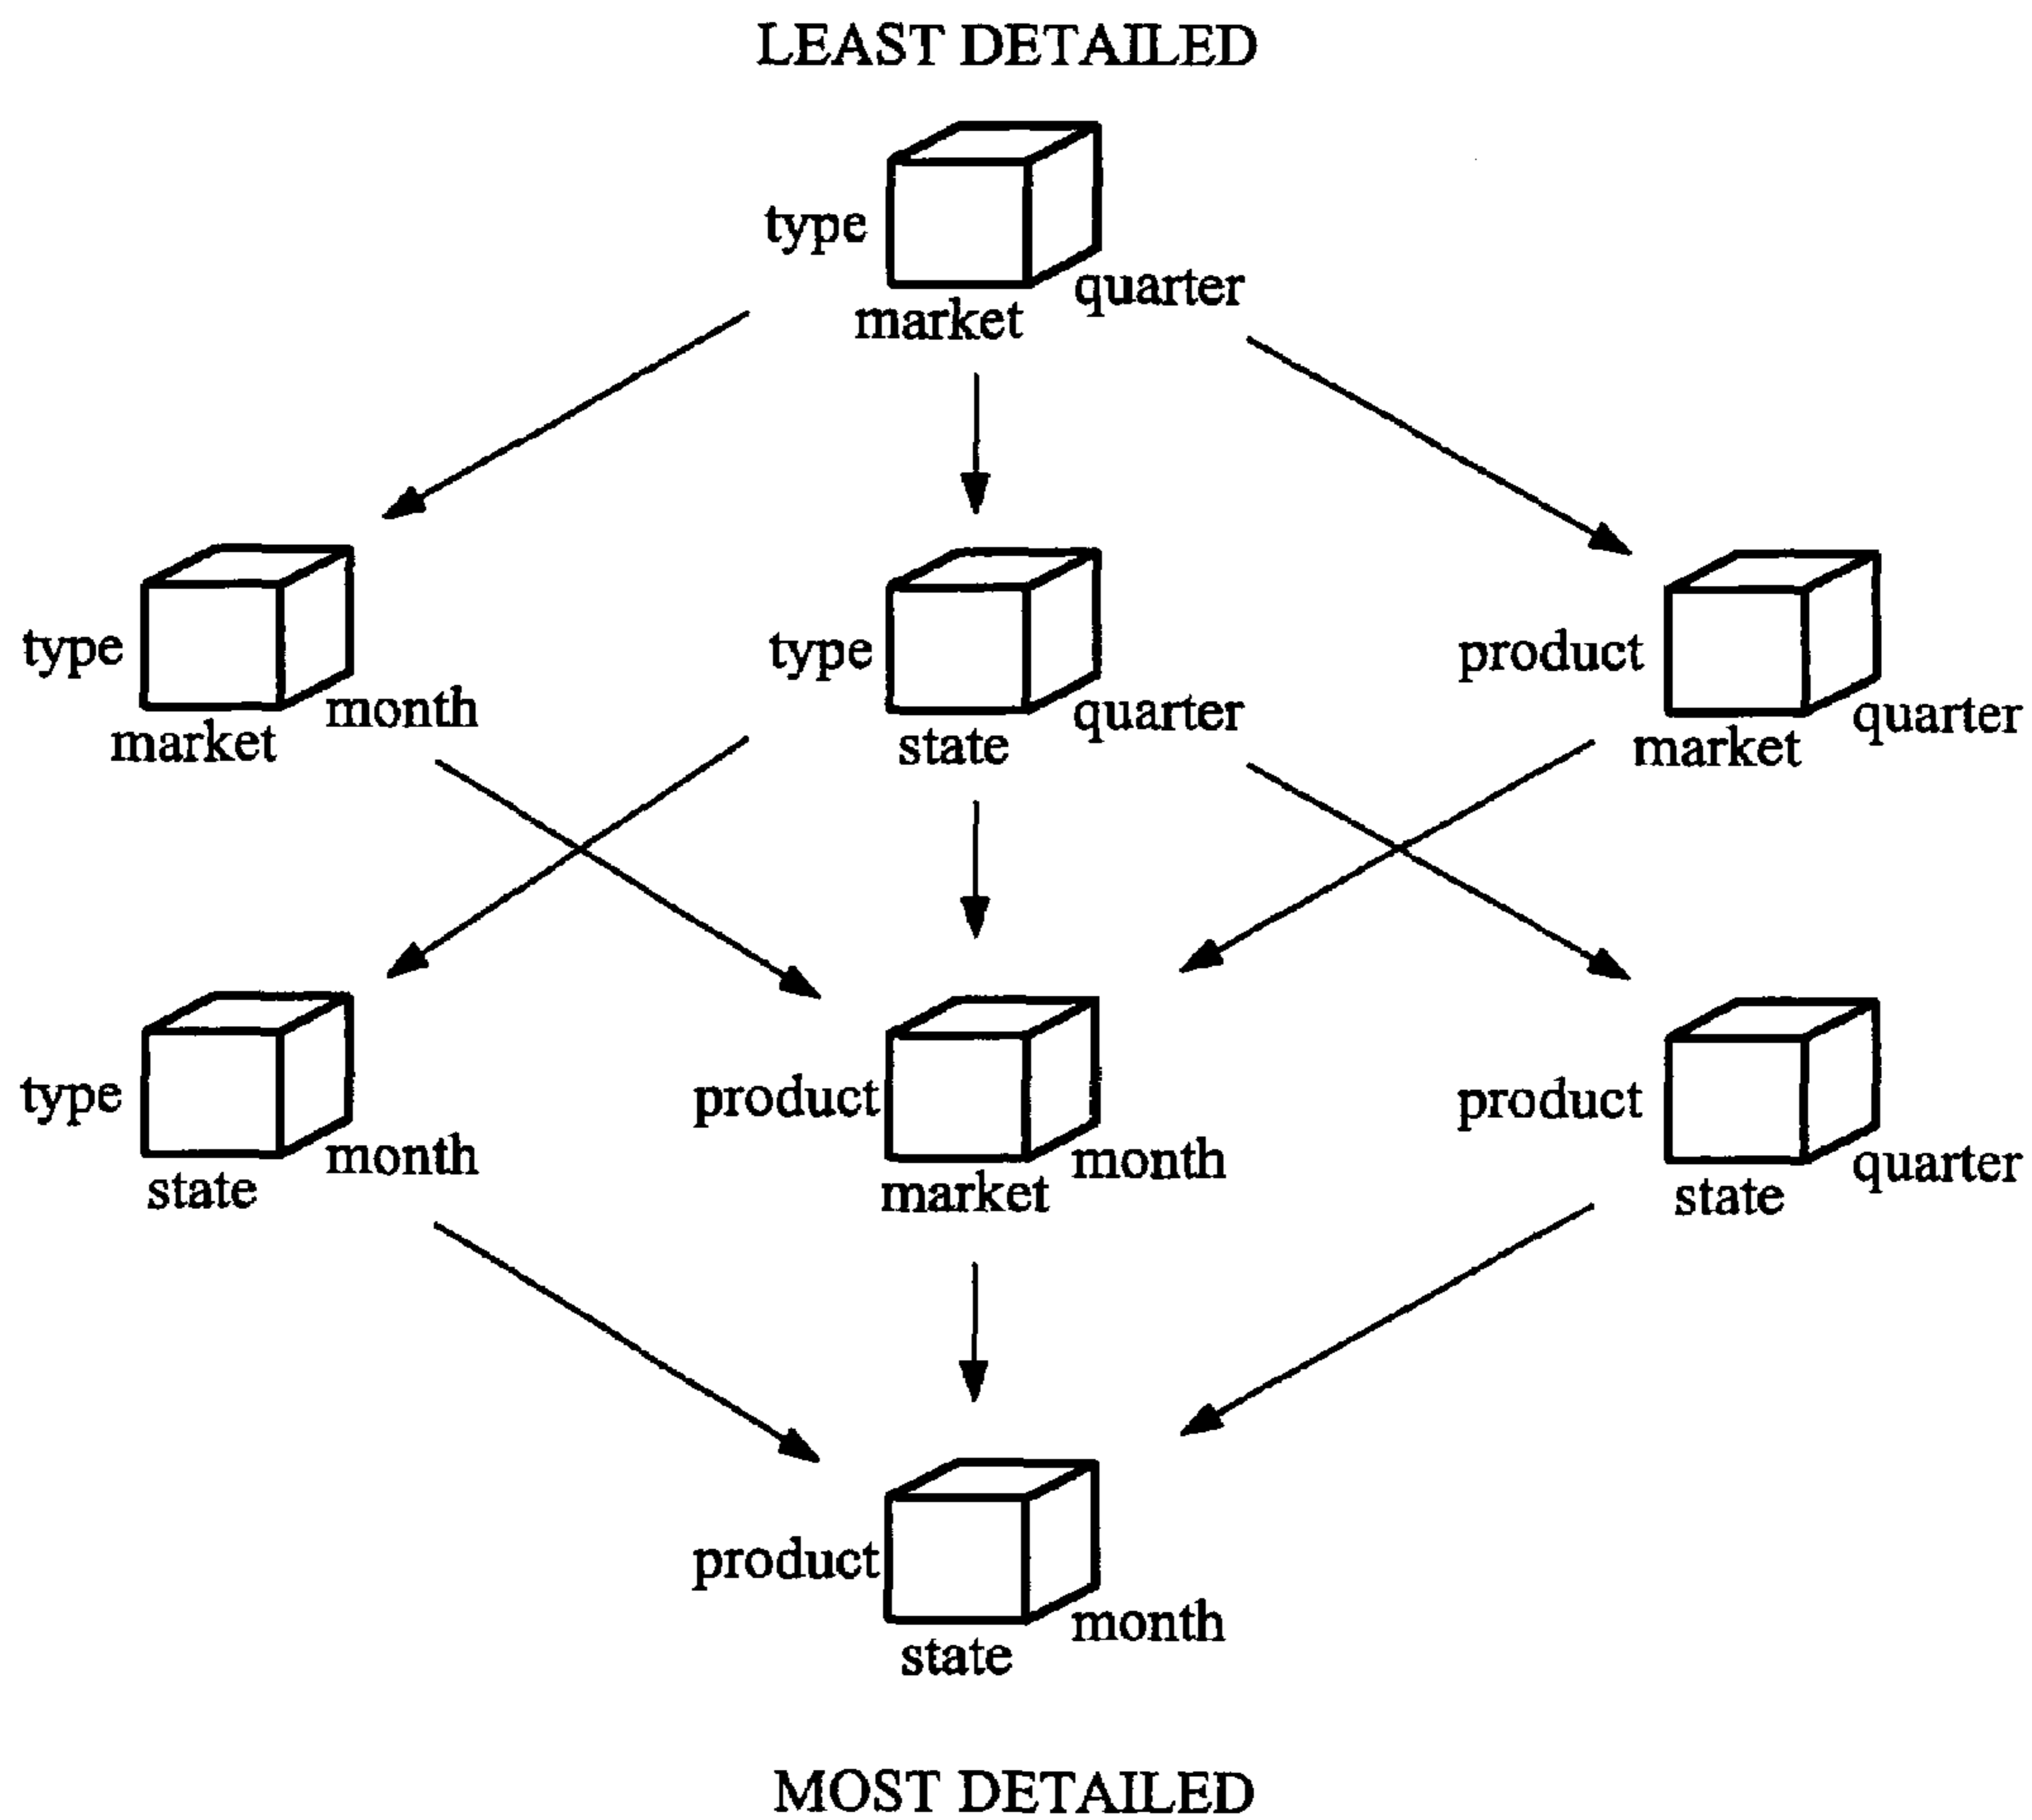 LEAST DETAILED
type
quarter
market
type
month
market
type
quarter
state
product
quarter
market
type
month
state
product
month
market
product
quarter
state
product
month
state
MOST DETAILED